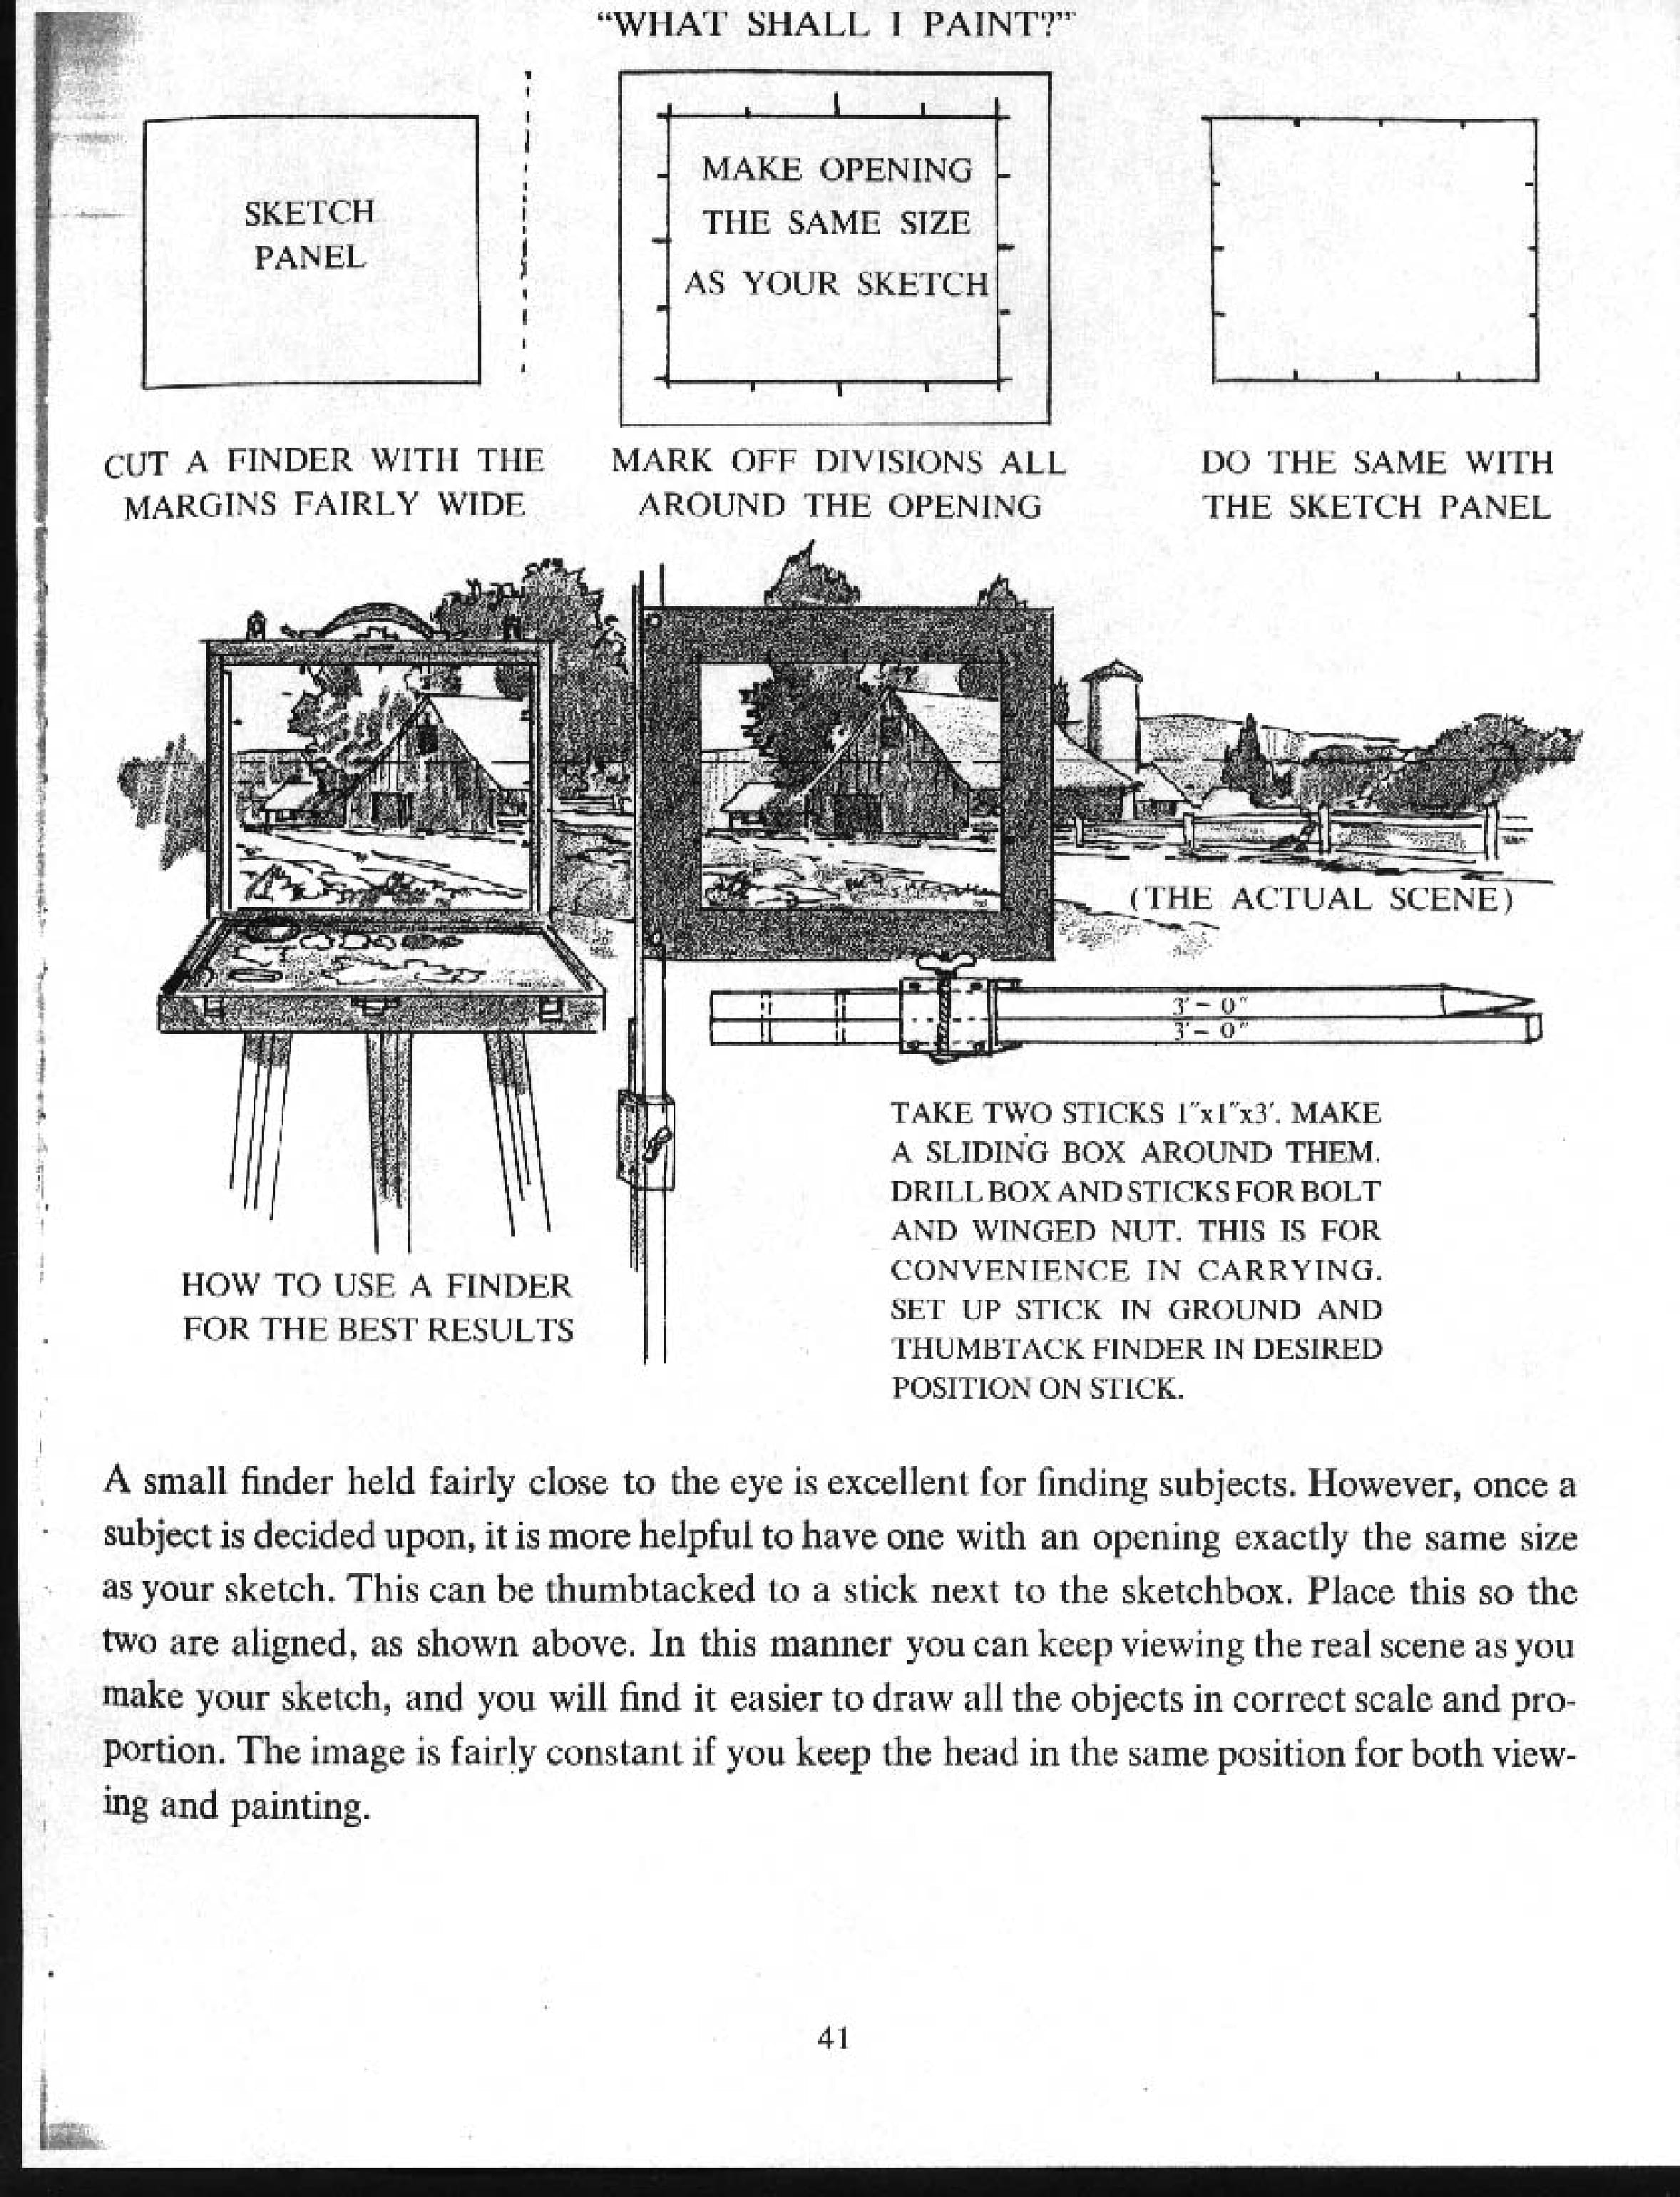 “WHAT SHALL I PAINT?”
SKETCH
PANEL
MAKE OPENING
THE SAME SIZE
AS YOUR SKETCH
CUT A FINDER WITH THE
MARGINS FAIRLY WIDE
MARK OFF DIVISIONS ALL
AROUND THE OPENING
DO THE SAME WITH
THE SKETCH PANEL
(THE ACTUAL SCENE)
3′– 0″
3′– 0″
TAKE TWO STICKS 1″x1″x3′. MAKE
A SLIDING BOX AROUND THEM.
DRILL BOX AND STICKS FOR BOLT
AND WINGED NUT. THIS IS FOR
CONVENIENCE IN CARRYING.
SET UP STICK IN GROUND AND
THUMBTACK FINDER IN DESIRED
POSITION ON STICK.
HOW TO USE A FINDER
FOR THE BEST RESULTS
A small finder held fairly close to the eye is excellent for finding subjects. However, once a
subject is decided upon, it is more helpful to have one with an opening exactly the same size
as your sketch. This can be thumbtacked to a stick next to the sketchbox. Place this so the
two are aligned, as shown above. In this manner you can keep viewing the real scene as you
make your sketch, and you will find it easier to draw all the objects in correct scale and pro-
portion. The image is fairly constant if you keep the head in the same position for both view-
ing and painting.
41